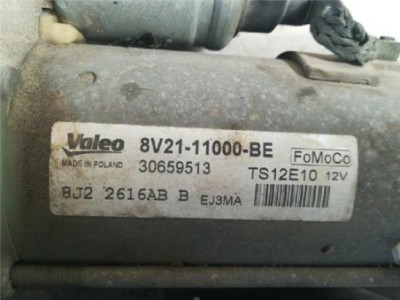 Valeo 8V21-11000-BE FoMoCo
MADE IN POLAND 30659513 TS12E10 12V
8J2 2616AB B EJ3MA